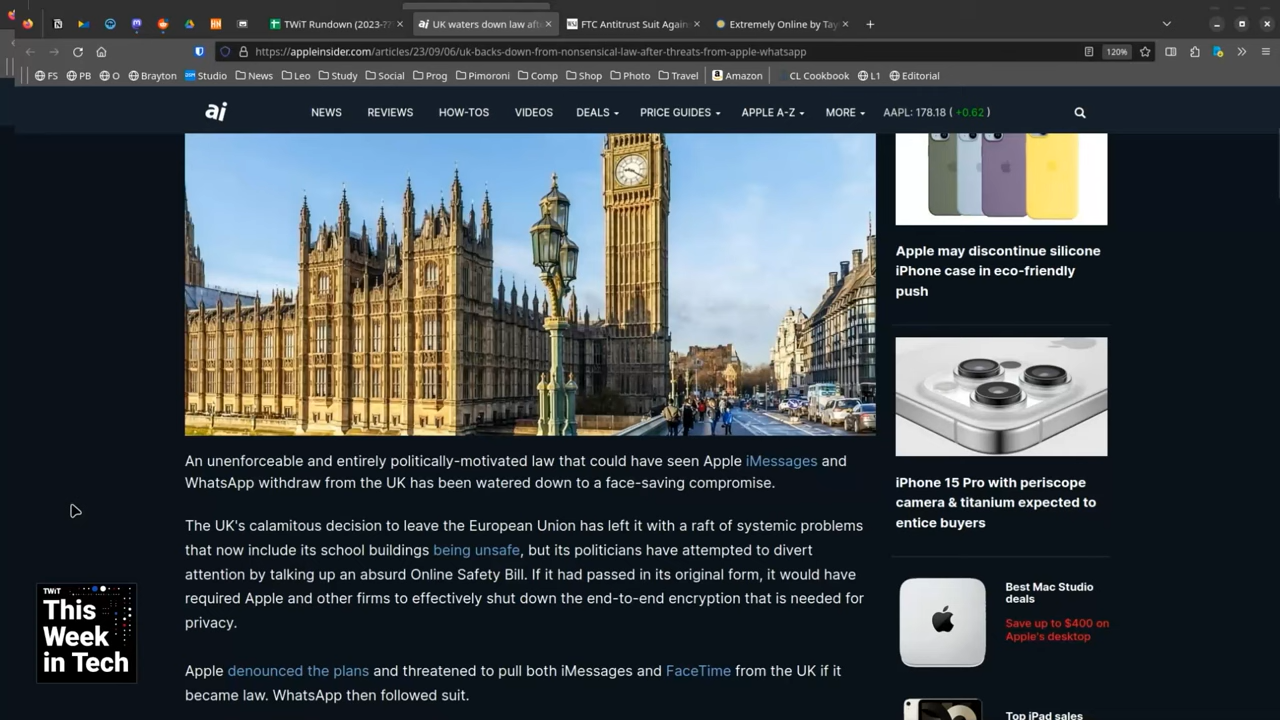 TWiT Rundown (2023-??
UK waters down law afte
FTC Antitrust Suit Again
Extremely Online by Tay
https://appleinsider.com/articles/23/09/06/uk-backs-down-from-nonsensical-law-after-threats-from-apple-whatsapp
120%
FS PB O Brayton Studio News Leo Study Social Prog Pimoroni Comp Shop Photo Travel Amazon CL Cookbook L1 Editorial
ai NEWS REVIEWS HOW-TOS VIDEOS DEALS PRICE GUIDES APPLE A-Z MORE AAPL: 178.18 ( +0.62 )
An unenforceable and entirely politically-motivated law that could have seen Apple iMessages and
WhatsApp withdraw from the UK has been watered down to a face-saving compromise.
The UK's calamitous decision to leave the European Union has left it with a raft of systemic problems
that now include its school buildings being unsafe, but its politicians have attempted to divert
attention by talking up an absurd Online Safety Bill. If it had passed in its original form, it would have
required Apple and other firms to effectively shut down the end-to-end encryption that is needed for
privacy.
Apple denounced the plans and threatened to pull both iMessages and FaceTime from the UK if it
became law. WhatsApp then followed suit.
Apple may discontinue silicone
iPhone case in eco-friendly
push
iPhone 15 Pro with periscope
camera & titanium expected to
entice buyers
Best Mac Studio
deals
Save up to $400 on
Apple's desktop
Top iPad sales
TWiT
This
Week
in Tech